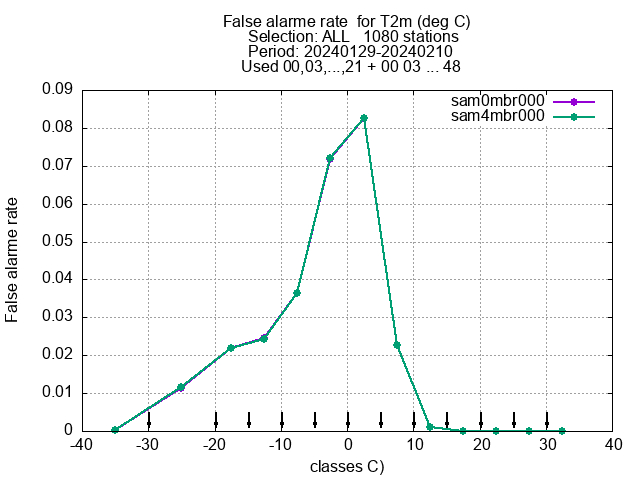 False alarme rate  for T2m (deg C)
Selection: ALL   1080 stations
Period: 20240129-20240210
Used 00,03,...,21 + 00 03 ... 48
sam0mbr000
sam4mbr000
0.09
0.08
0.07
0.06
0.05
0.04
0.03
0.02
0.01
0
False alarme rate
-40 -30 -20 -10 0 10 20 30 40
classes C)